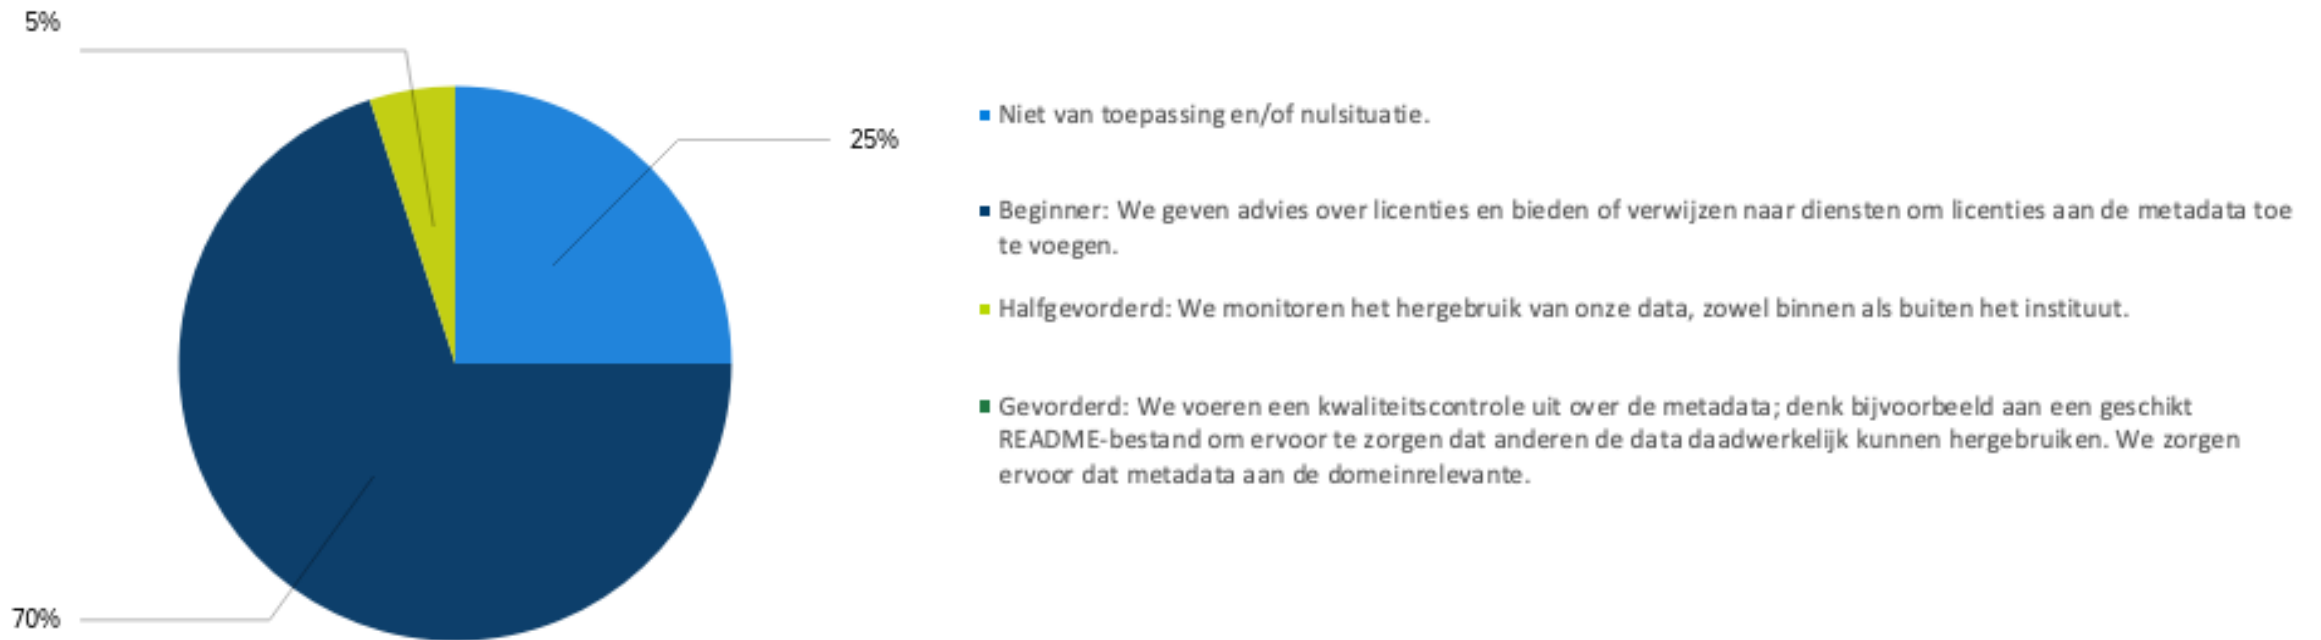 5%
25%
70%
Niet van toepassing en/of nulsituatie.
Beginner: We geven advies over licenties en bieden of verwijzen naar diensten om licenties aan de metadata toe
te voegen.
Halfgevorderd: We monitoren het hergebruik van onze data, zowel binnen als buiten het instituut.
Gevorderd: We voeren een kwaliteitscontrole uit over de metadata; denk bijvoorbeeld aan een geschikt
README-bestand om ervoor te zorgen dat anderen de data daadwerkelijk kunnen hergebruiken. We zorgen
ervoor dat metadata aan de domeinrelevante.